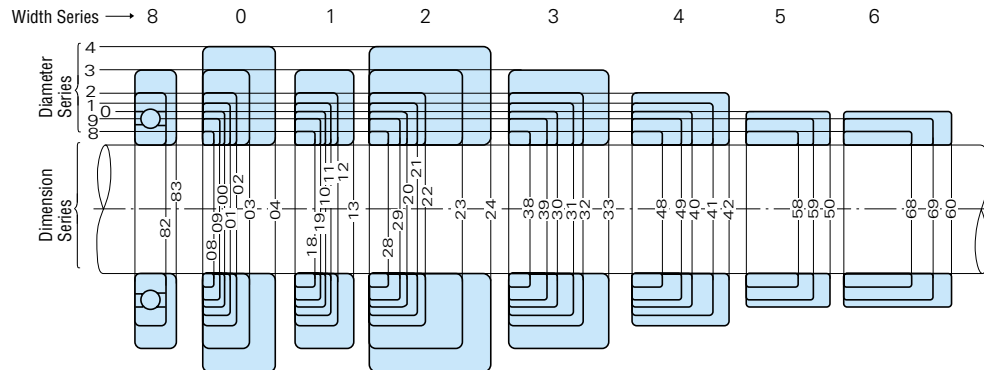 Width Series → 8 0 1 2 3 4 5 6
Diameter Series
4
3
2
1
0
9
8
Dimension Series
82 83
08 09 00 01 02 03 04
18 19 10 11 12 13
28 29 20 21 22 23 24
38 39 30 31 32 33
48 49 40 41 42
58 59 50
68 69 60